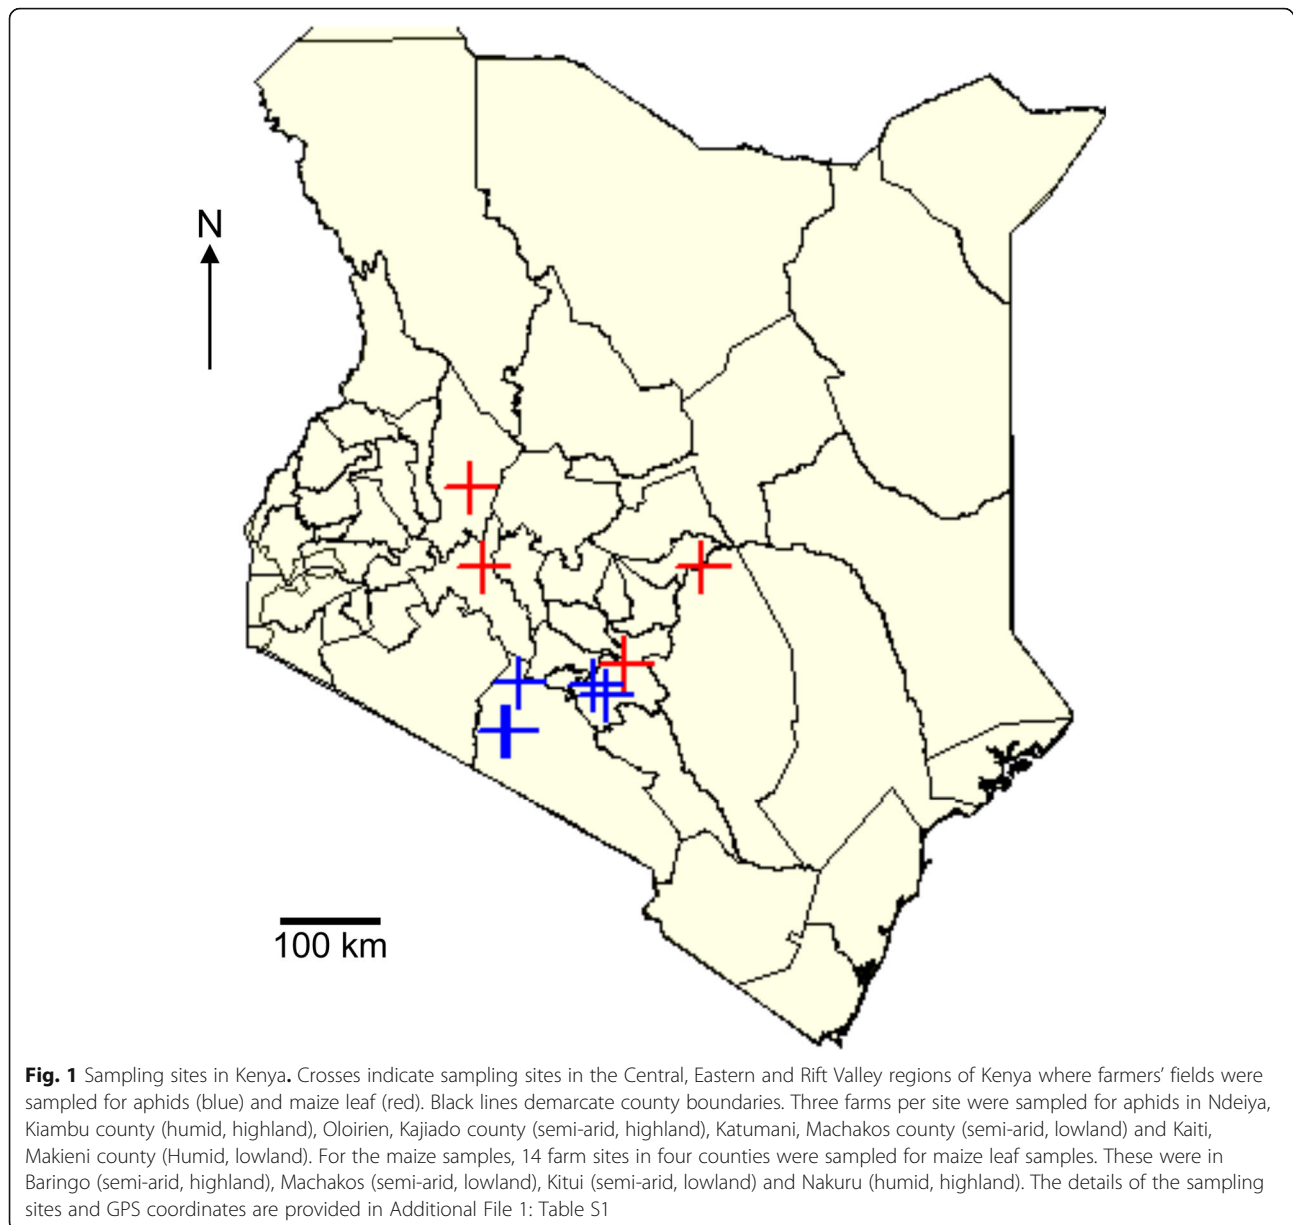 N
100 km
Fig. 1 Sampling sites in Kenya. Crosses indicate sampling sites in the Central, Eastern and Rift Valley regions of Kenya where farmers’ fields were
sampled for aphids (blue) and maize leaf (red). Black lines demarcate county boundaries. Three farms per site were sampled for aphids in Ndeiya,
Kiambu county (humid, highland), Oloirien, Kajiado county (semi-arid, highland), Katumani, Machakos county (semi-arid, lowland) and Kaiti,
Makieni county (Humid, lowland). For the maize samples, 14 farm sites in four counties were sampled for maize leaf samples. These were in
Baringo (semi-arid, highland), Machakos (semi-arid, lowland), Kitui (semi-arid, lowland) and Nakuru (humid, highland). The details of the sampling
sites and GPS coordinates are provided in Additional File 1: Table S1